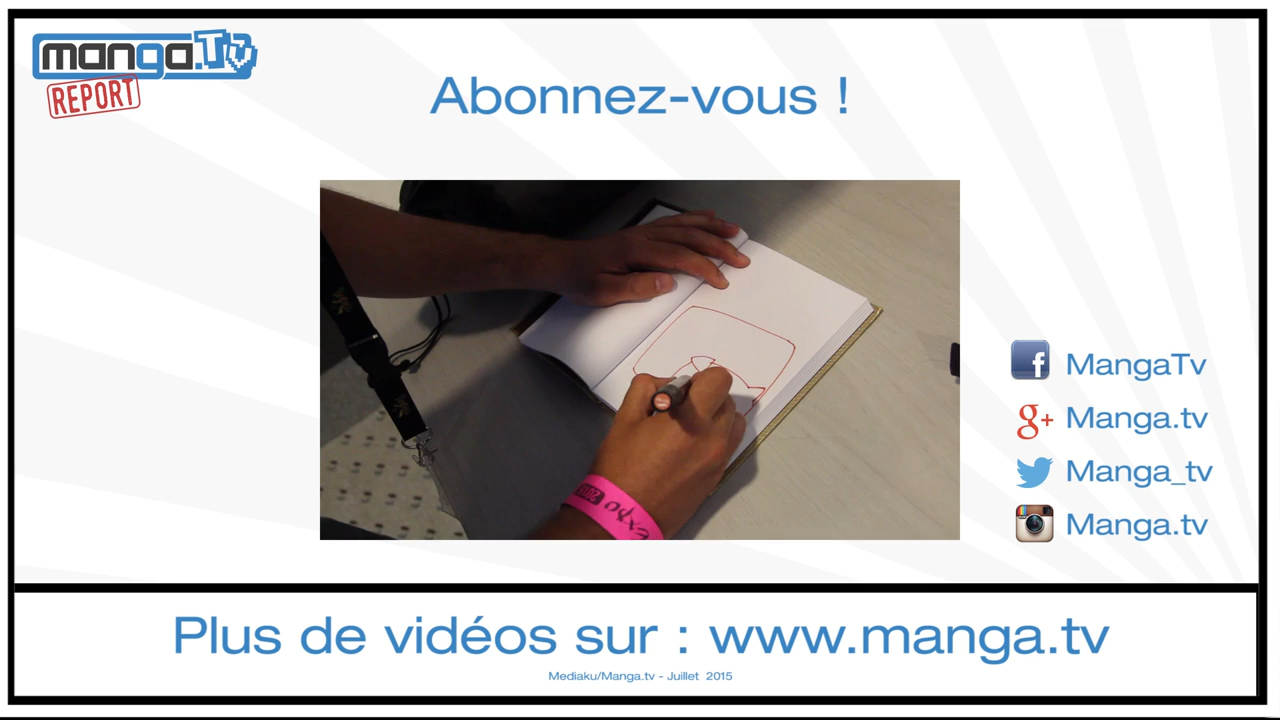 manga.Tv
REPORT
Abonnez-vous !
MangaTv
g+ Manga.tv
Manga_tv
Manga.tv
expo
Plus de vidéos sur : www.manga.tv
Mediaku/Manga.tv - Juillet 2015